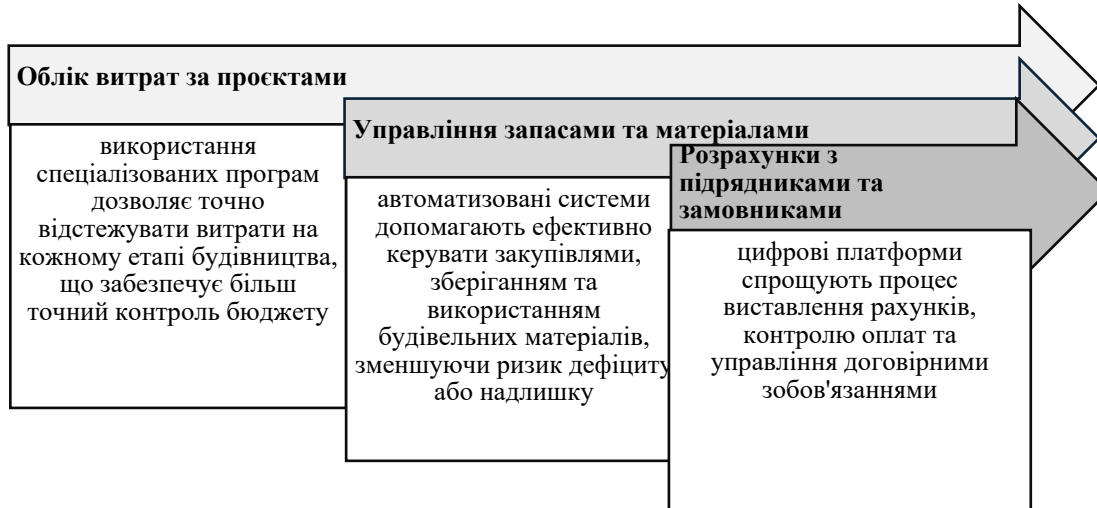 Облік витрат за проєктами
використання
спеціалізованих програм
дозволяє точно
відстежувати витрати на
кожному етапі будівництва,
що забезпечує більш
точний контроль бюджету
Управління запасами та матеріалами
автоматизовані системи
допомагають ефективно
керувати закупівлями,
зберіганням та
використанням
будівельних матеріалів,
зменшуючи ризик дефіциту
або надлишку
Розрахунки з
підрядниками та
замовниками
цифрові платформи
спрощують процес
виставлення рахунків,
контролю оплат та
управління договірними
зобов'язаннями